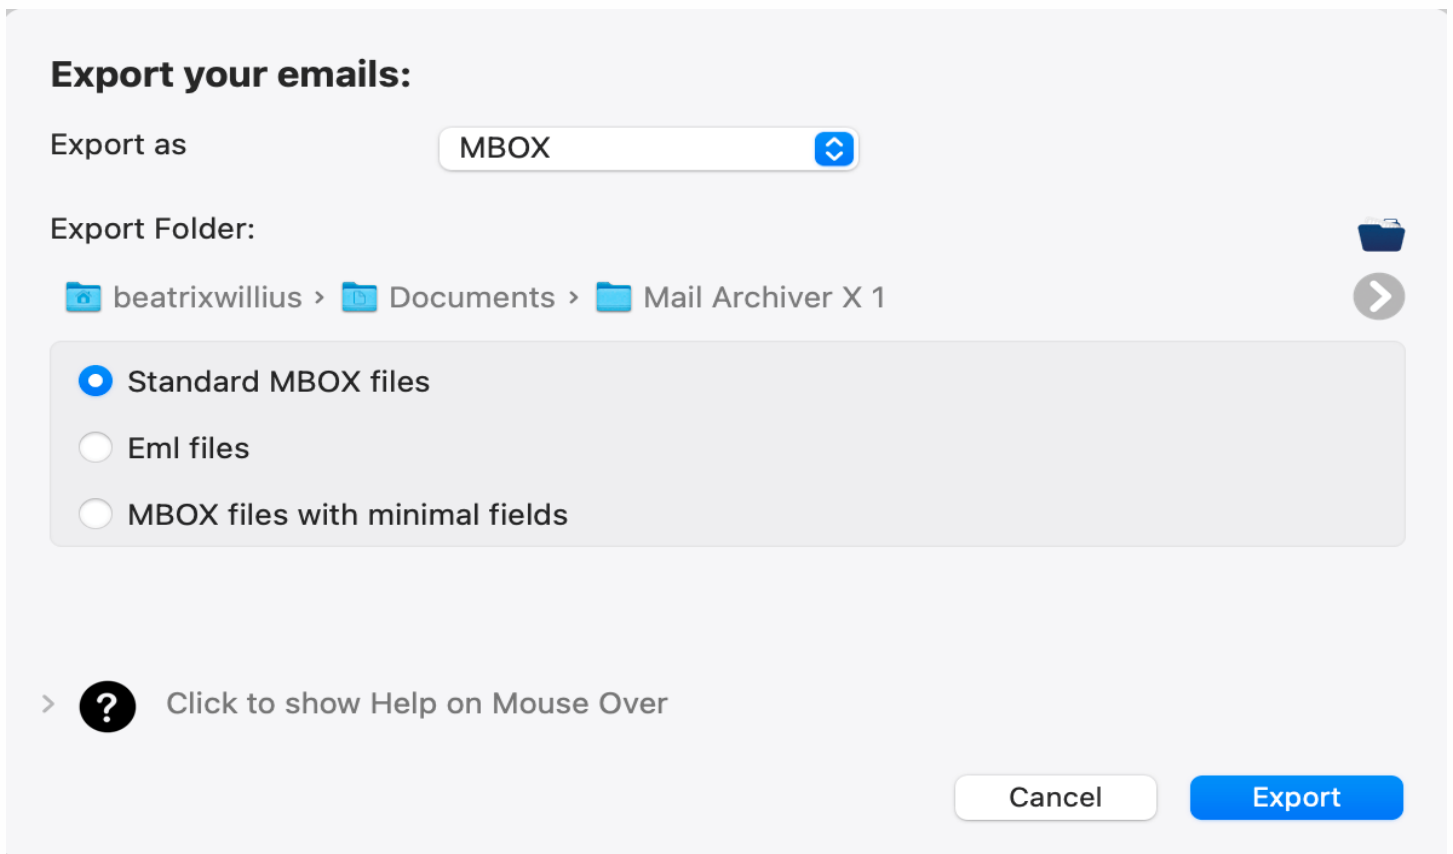 Export your emails:
Export as MBOX
Export Folder:
beatrixwillius › Documents › Mail Archiver X 1
Standard MBOX files
Eml files
MBOX files with minimal fields
? Click to show Help on Mouse Over
Cancel Export